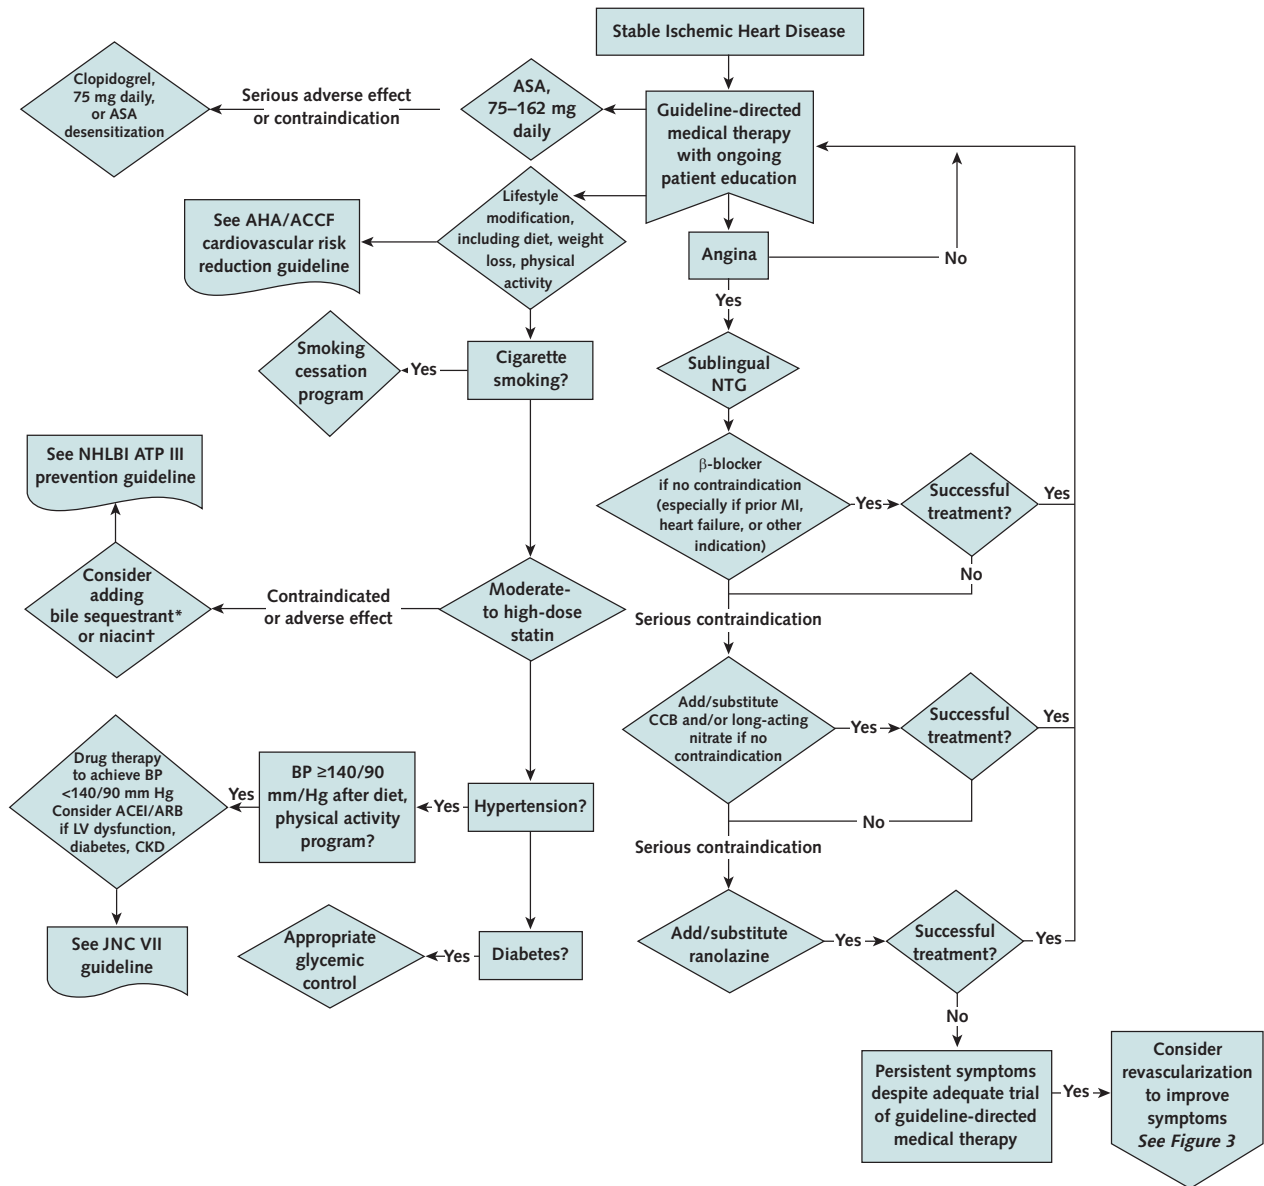 Stable Ischemic Heart Disease
Guideline-directed
medical therapy
with ongoing
patient education
ASA,
75–162 mg
daily
Serious adverse effect
or contraindication
Clopidogrel,
75 mg daily,
or ASA
desensitization
Lifestyle
modification,
including diet, weight
loss, physical
activity
See AHA/ACCF
cardiovascular risk
reduction guideline
Cigarette
smoking?
Yes
Smoking
cessation
program
Moderate-
to high-dose
statin
Contraindicated
or adverse effect
Consider
adding
bile sequestrant*
or niacin†
See NHLBI ATP III
prevention guideline
Hypertension?
Yes
BP ≥140/90
mm/Hg after diet,
physical activity
program?
Yes
Drug therapy
to achieve BP
<140/90 mm Hg
Consider ACEI/ARB
if LV dysfunction,
diabetes, CKD
See JNC VII
guideline
Diabetes?
Yes
Appropriate
glycemic
control
Angina
No
Yes
Sublingual
NTG
β-blocker
if no contraindication
(especially if prior MI,
heart failure, or other
indication)
Yes
Successful
treatment?
Yes
No
Serious contraindication
Add/substitute
CCB and/or long-acting
nitrate if no
contraindication
Yes
Successful
treatment?
Yes
No
Serious contraindication
Add/substitute
ranolazine
Yes
Successful
treatment?
Yes
No
Persistent symptoms
despite adequate trial
of guideline-directed
medical therapy
Yes
Consider
revascularization
to improve
symptoms
See Figure 3